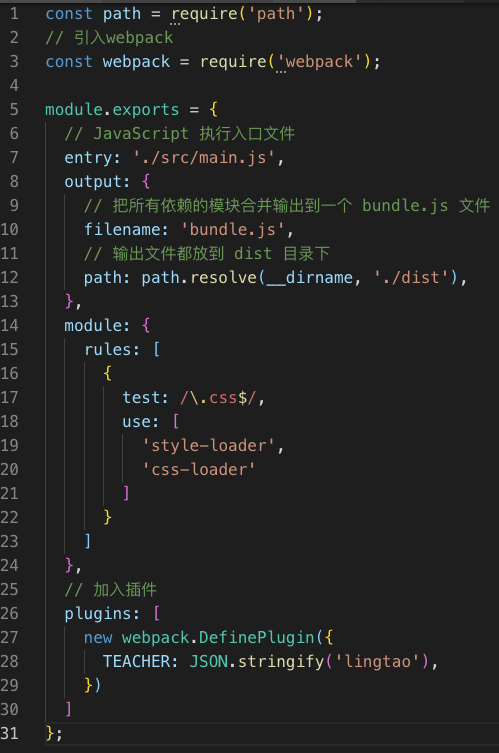 1 const path = require('path');
2 // 引入webpack
3 const webpack = require('webpack');
4
5 module.exports = {
6   // JavaScript 执行入口文件
7   entry: './src/main.js',
8   output: {
9     // 把所有依赖的模块合并输出到一个 bundle.js 文件
10     filename: 'bundle.js',
11     // 输出文件都放到 dist 目录下
12     path: path.resolve(__dirname, './dist'),
13   },
14   module: {
15     rules: [
16       {
17         test: /\.css$/,
18         use: [
19           'style-loader',
20           'css-loader'
21         ]
22       }
23     ]
24   },
25   // 加入插件
26   plugins: [
27     new webpack.DefinePlugin({
28       TEACHER: JSON.stringify('lingtao'),
29     })
30   ]
31 };